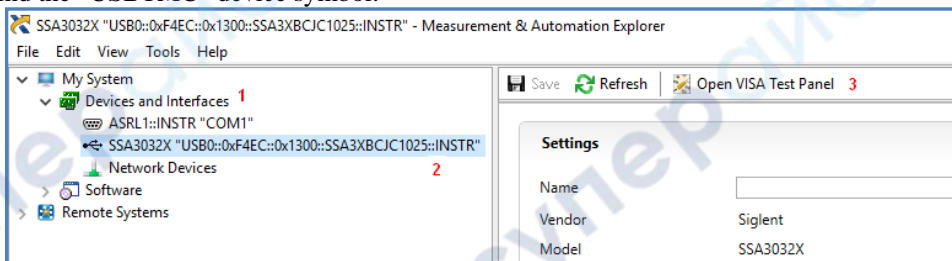 SSA3032X "USB0::0xF4EC::0x1300::SSA3XBCJC1025::INSTR" - Measurement & Automation Explorer
File Edit View Tools Help
My System
Devices and Interfaces 1
ASRL1::INSTR "COM1"
SSA3032X "USB0::0xF4EC::0x1300::SSA3XBCJC1025::INSTR"
2
Network Devices
Software
Remote Systems
Save Refresh Open VISA Test Panel 3
Settings
Name
Vendor Siglent
Model SSA3032X